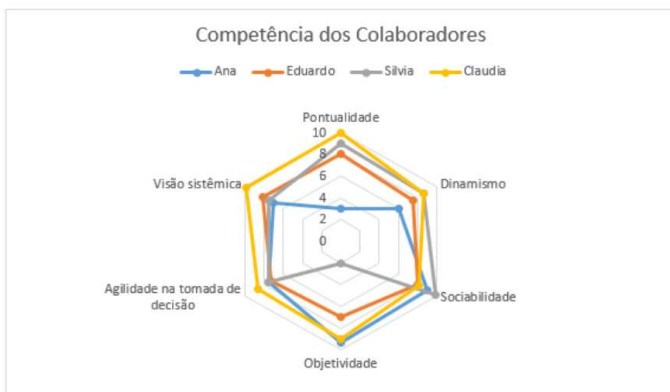 Competência dos Colaboradores
Ana Eduardo Silvia Claudia
Pontualidade
10
8
6
4
2
0
Dinamismo
Sociabilidade
Objetividade
Agilidade na tomada de
decisão
Visão sistêmica